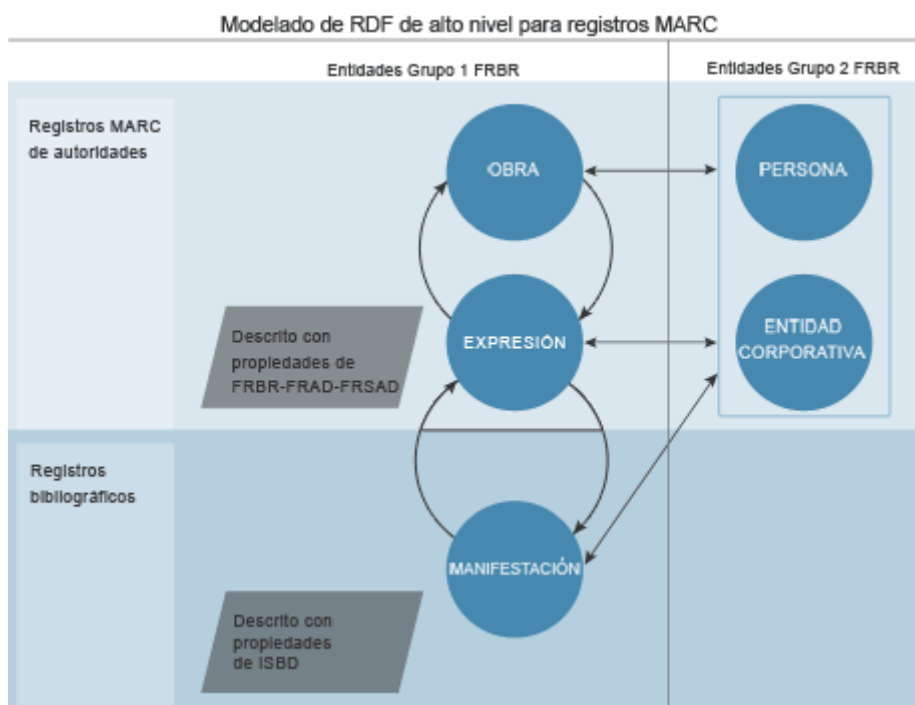 Modelado de RDF de alto nivel para registros MARC
Entidades Grupo 1 FRBR
Entidades Grupo 2 FRBR
Registros MARC
de autoridades
OBRA
PERSONA
Descrito con
propiedades de
FRBR-FRAD-FRSAD
EXPRESIÓN
ENTIDAD
CORPORATIVA
Registros
bibliográficos
MANIFESTACIÓN
Descrito con
propiedades
de ISBD